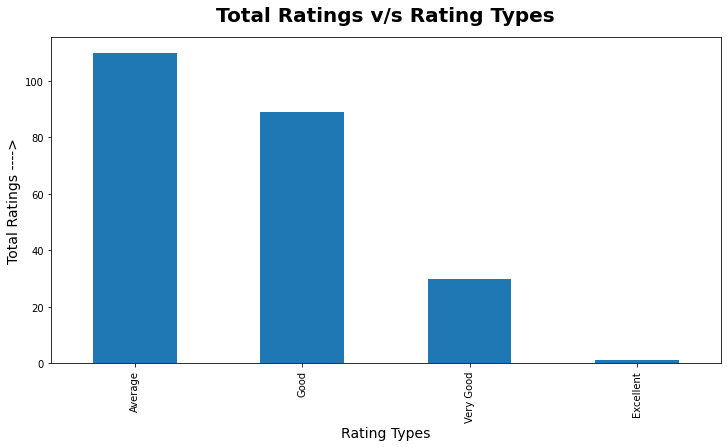 Total Ratings v/s Rating Types
Total Ratings ---->
100
80
60
40
20
0
Average
Good
Very Good
Excellent
Rating Types